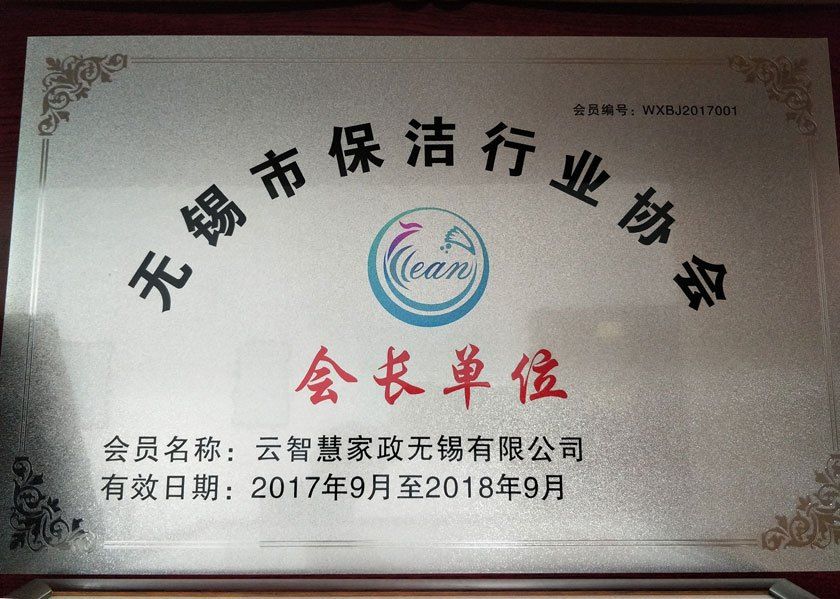 会员编号：WXBJ2017001
无锡市保洁行业协会
Clean
会长单位
会员名称：云智慧家政无锡有限公司
有效日期：2017年9月至2018年9月